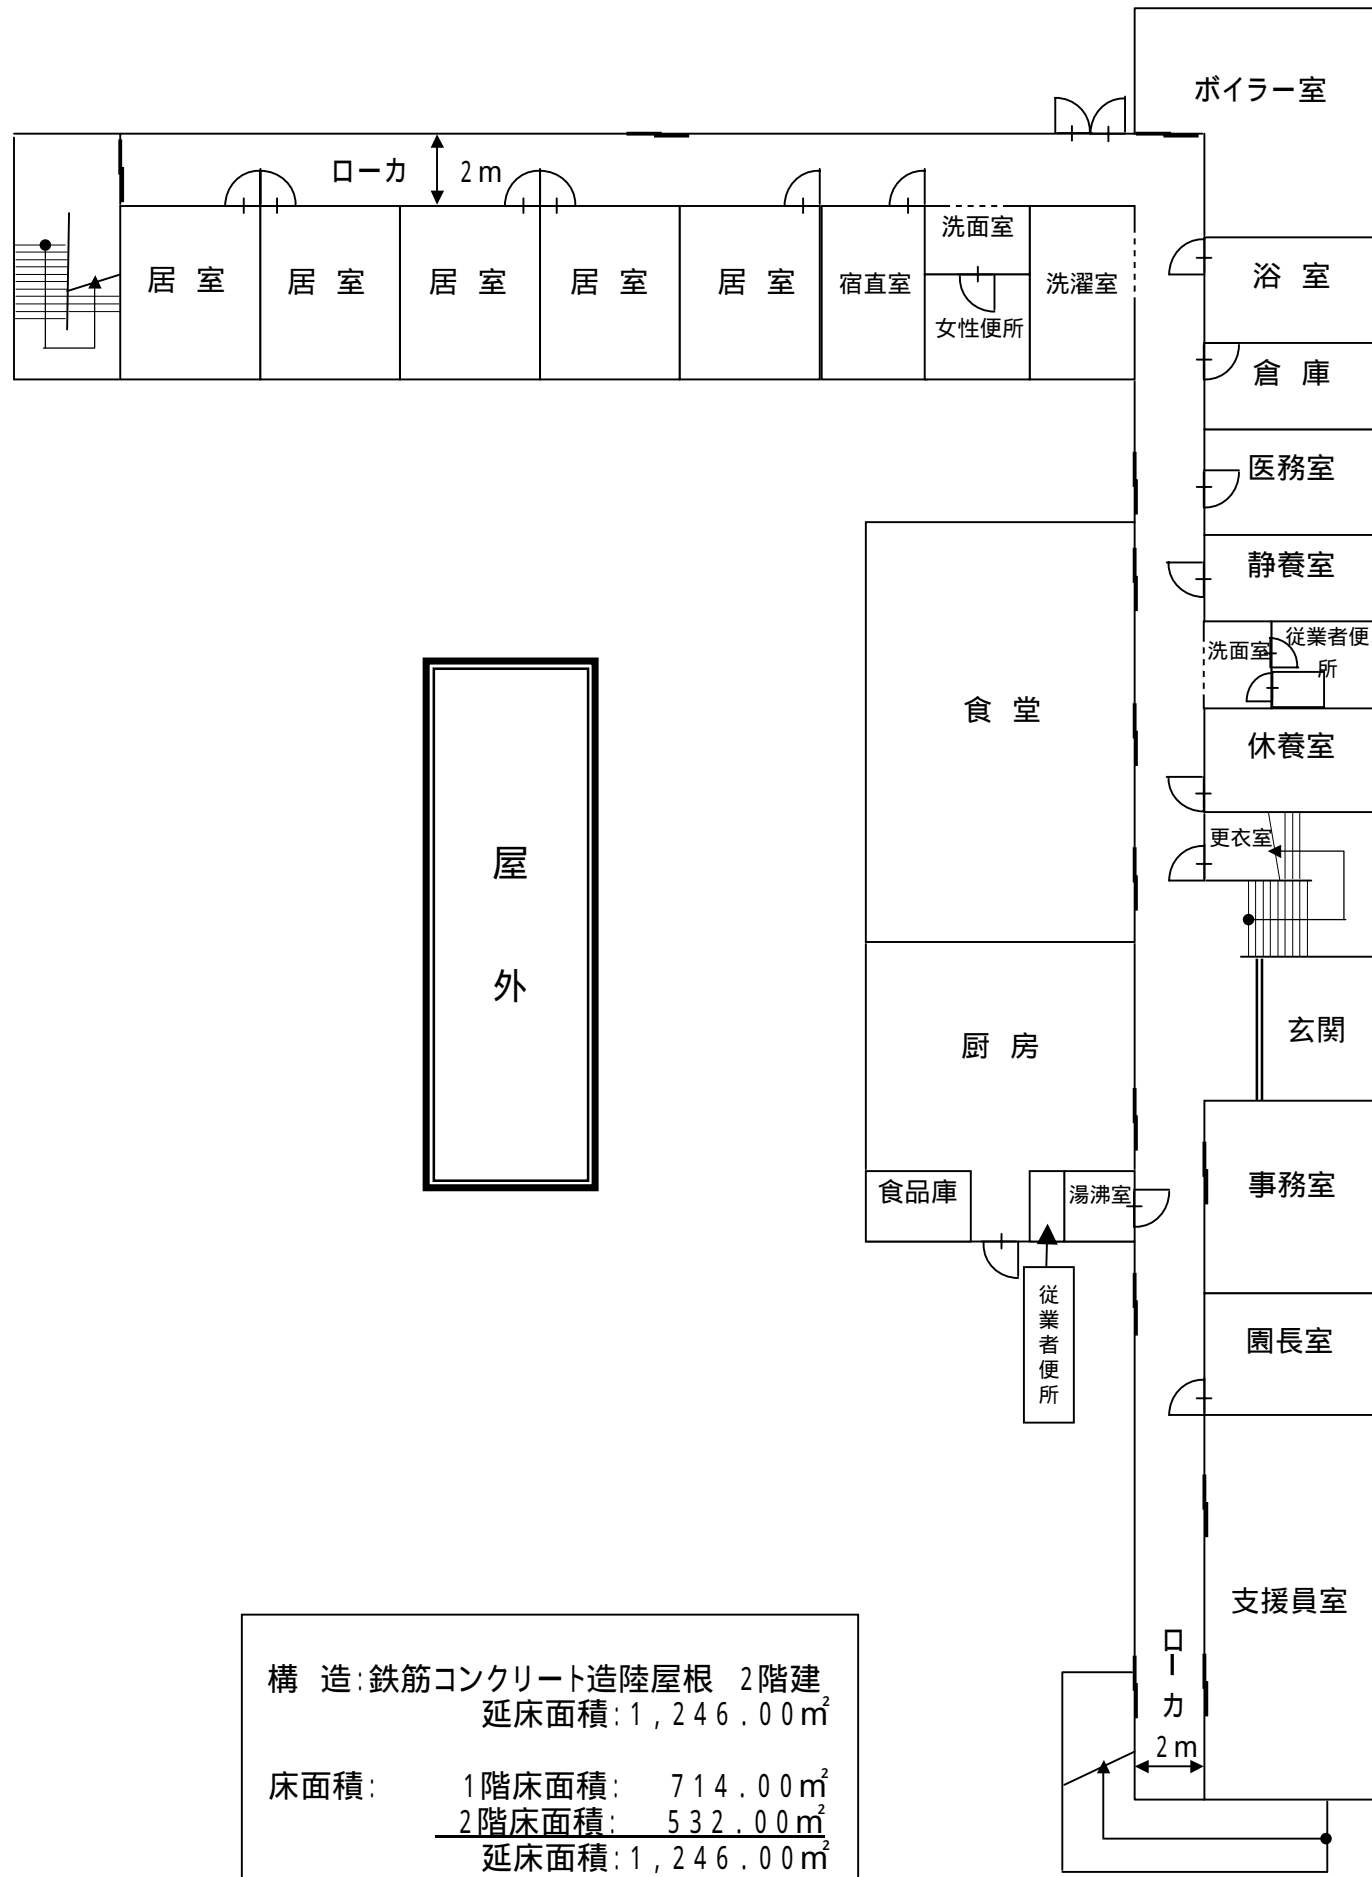 ボイラー室
ローカ 2m
居 室
居 室
居 室
居 室
居 室
宿直室
洗面室
女性便所
洗濯室
浴 室
倉 庫
医務室
静養室
洗面室
従業者便
所
休養室
更衣室
食 堂
屋
外
厨 房
玄関
食品庫
湯沸室
従業者便所
事務室
園長室
支援員室
ローカ
2m
構 造:鉄筋コンクリート造陸屋根 2階建
延床面積:1,246.00㎡
床面積: 1階床面積: 714.00㎡
2階床面積: 532.00㎡
延床面積:1,246.00㎡